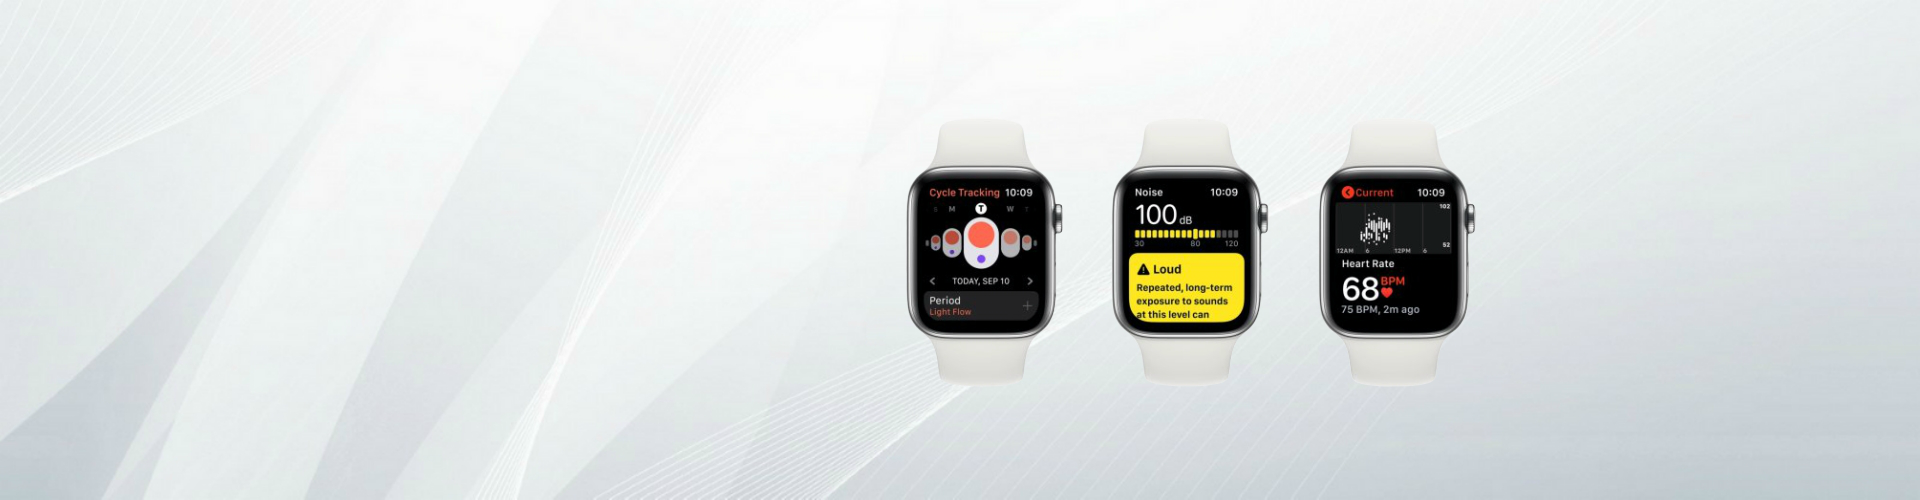 Cycle Tracking 10:09
S M T W T
TODAY, SEP 10
Period
Light Flow
Noise 10:09
100 dB
30 80 120
Loud
Repeated, long-term
exposure to sounds
at this level can
Current 10:09
102
52
12AM 6 12PM 6
Heart Rate
68 BPM
75 BPM, 2m ago